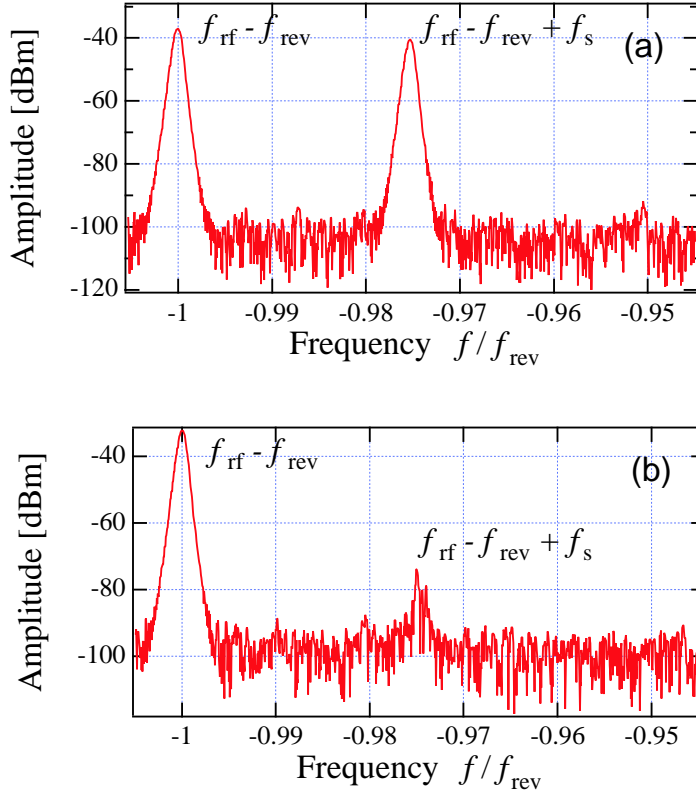 f rf - f rev
f rf - f rev + f s
(a)
Amplitude [dBm]
-40
-60
-80
-100
-120
-1 -0.99 -0.98 -0.97 -0.96 -0.95
Frequency f / f rev
f rf - f rev
(b)
f rf - f rev + f s
Amplitude [dBm]
-40
-60
-80
-100
-1 -0.99 -0.98 -0.97 -0.96 -0.95
Frequency f / f rev